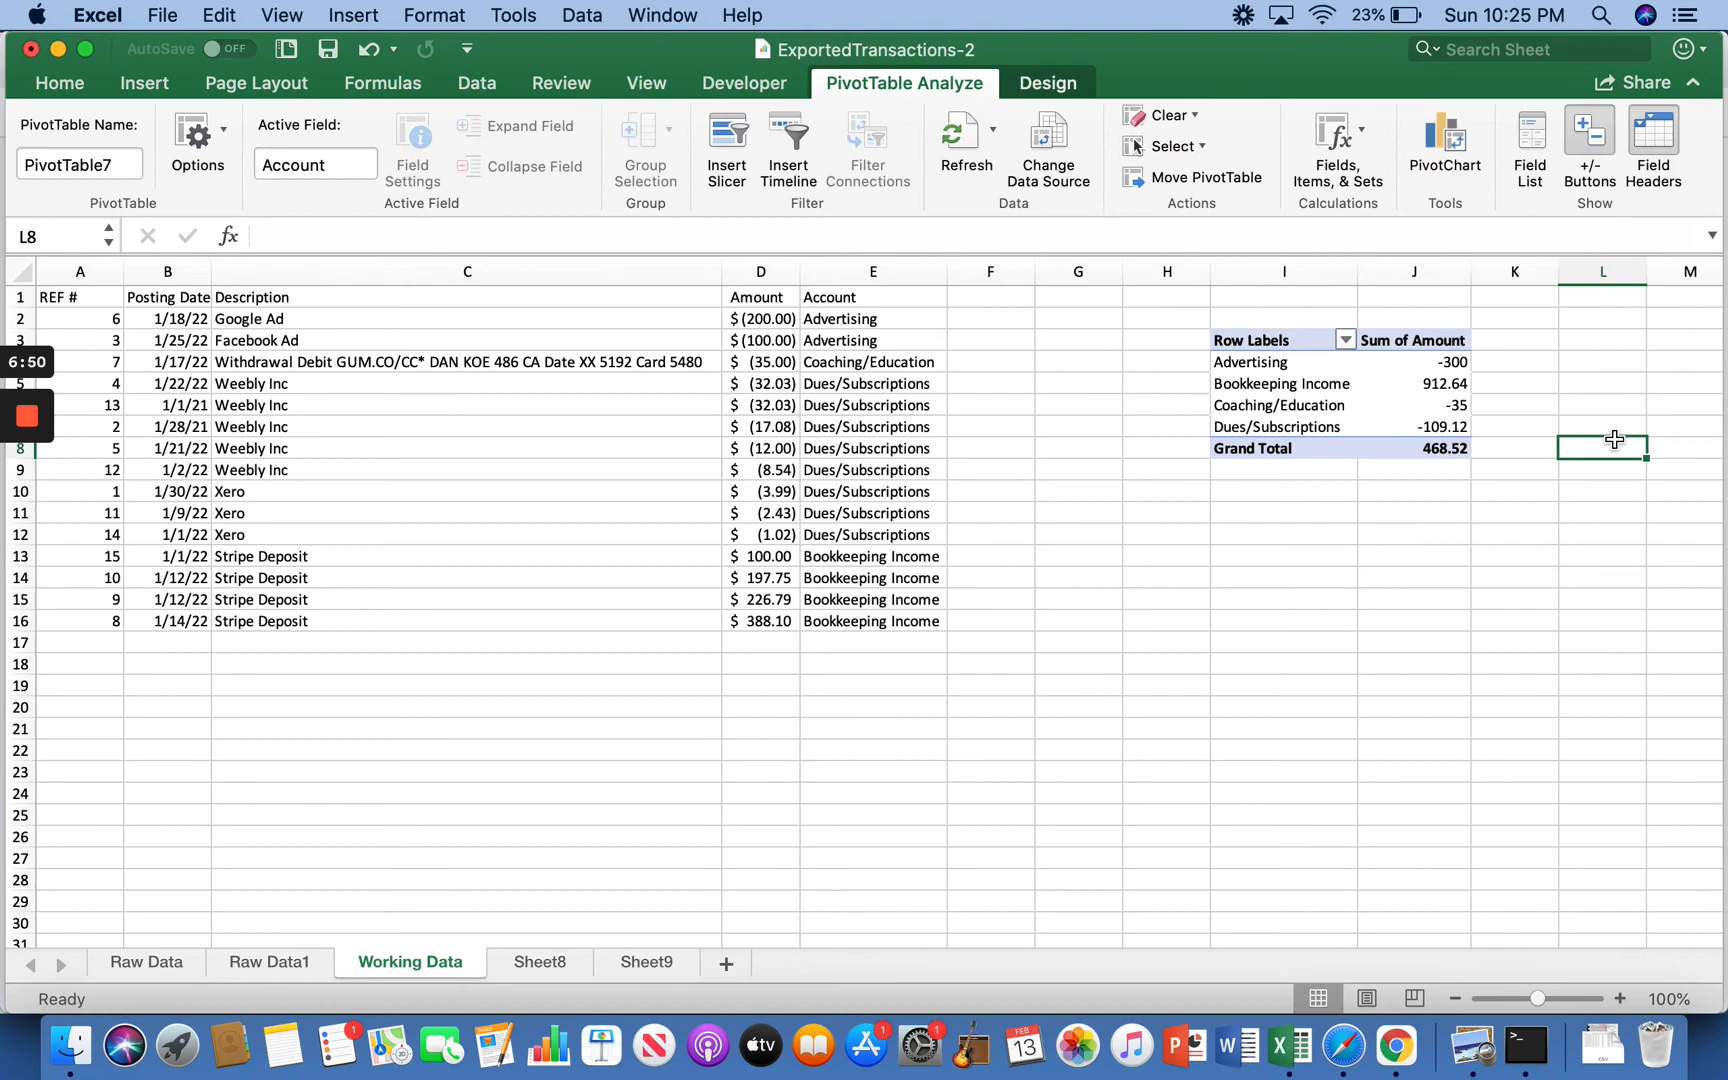 Excel File Edit View Insert Format Tools Data Window Help 23% Sun 10:25 PM
AutoSave OFF ExportedTransactions-2 Search Sheet
Home Insert Page Layout Formulas Data Review View Developer PivotTable Analyze Design Share
PivotTable Name: Active Field: Expand Field Clear
PivotTable7 Options Account Field Settings Collapse Field Group Selection Insert Slicer Insert Timeline Filter Connections Refresh Change Data Source Select Move PivotTable Fields, Items, & Sets PivotChart Field List +/- Buttons Field Headers
PivotTable Active Field Group Filter Data Actions Calculations Tools Show
L8 fx
A B C D E F G H I J K L M
1 REF # Posting Date Description Amount Account
2 6 1/18/22 Google Ad $ (200.00) Advertising
3 3 1/25/22 Facebook Ad $ (100.00) Advertising Row Labels Sum of Amount
6:50 7 1/17/22 Withdrawal Debit GUM.CO/CC* DAN KOE 486 CA Date XX 5192 Card 5480 $ (35.00) Coaching/Education Advertising -300
5 4 1/22/22 Weebly Inc $ (32.03) Dues/Subscriptions Bookkeeping Income 912.64
13 1/1/21 Weebly Inc $ (32.03) Dues/Subscriptions Coaching/Education -35
2 1/28/21 Weebly Inc $ (17.08) Dues/Subscriptions Dues/Subscriptions -109.12
8 5 1/21/22 Weebly Inc $ (12.00) Dues/Subscriptions Grand Total 468.52
9 12 1/2/22 Weebly Inc $ (8.54) Dues/Subscriptions
10 1 1/30/22 Xero $ (3.99) Dues/Subscriptions
11 11 1/9/22 Xero $ (2.43) Dues/Subscriptions
12 14 1/1/22 Xero $ (1.02) Dues/Subscriptions
13 15 1/1/22 Stripe Deposit $ 100.00 Bookkeeping Income
14 10 1/12/22 Stripe Deposit $ 197.75 Bookkeeping Income
15 9 1/12/22 Stripe Deposit $ 226.79 Bookkeeping Income
16 8 1/14/22 Stripe Deposit $ 388.10 Bookkeeping Income
17
18
19
20
21
22
23
24
25
26
27
28
29
30
31
Raw Data Raw Data1 Working Data Sheet8 Sheet9 +
Ready 100%
1 tv 1 1 FEB 13 P W X CSV